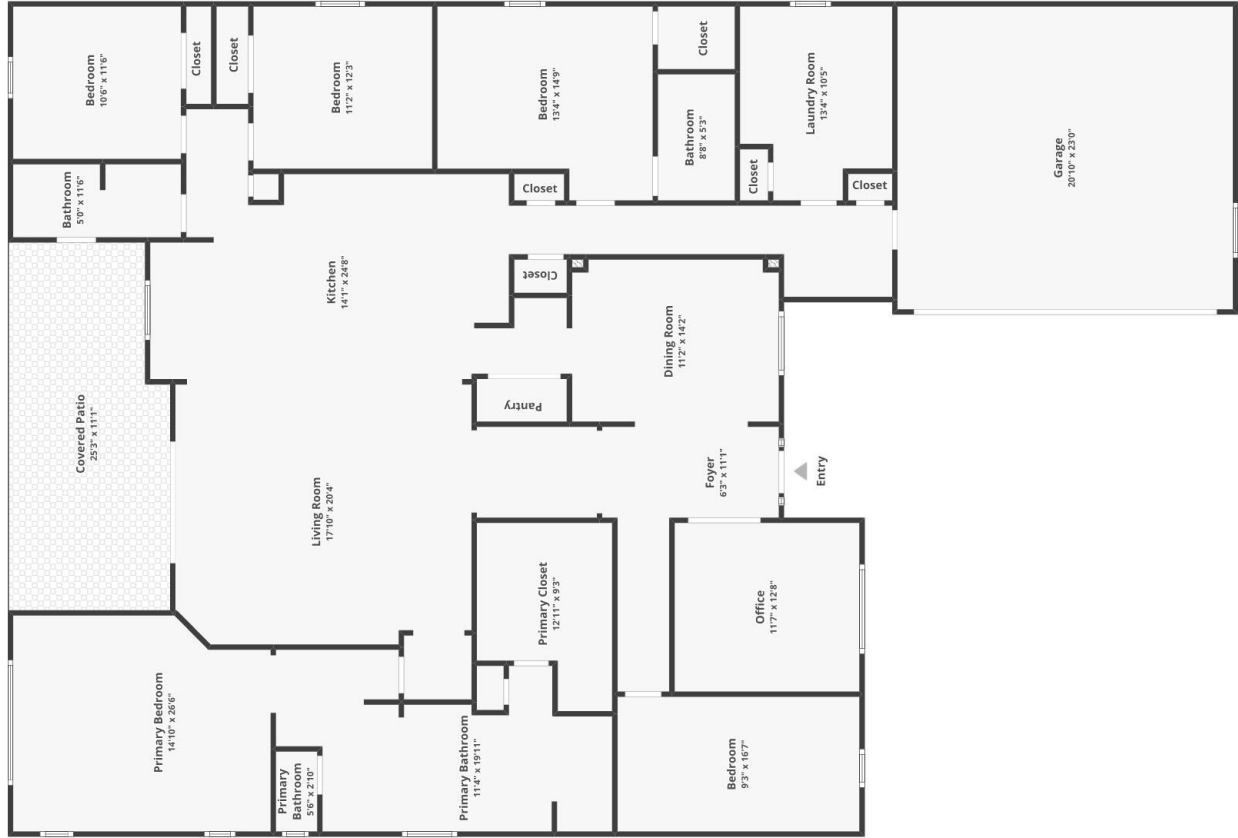 Bedroom
10'6" x 11'6"
Closet
Closet
Bedroom
11'2" x 12'3"
Bedroom
13'4" x 14'9"
Closet
Bathroom
8'8" x 5'3"
Laundry Room
13'4" x 10'5"
Closet
Closet
Garage
20'10" x 23'0"
Bathroom
5'0" x 11'6"
Closet
Kitchen
14'1" x 24'8"
Closet
Dining Room
11'2" x 14'2"
Pantry
Covered Patio
25'3" x 11'1"
Living Room
17'10" x 20'4"
Foyer
6'3" x 11'1"
Entry
Primary Closet
12'11" x 9'3"
Office
11'7" x 12'8"
Primary Bedroom
14'10" x 26'6"
Primary
Bathroom
5'6" x 2'10"
Primary Bathroom
11'4" x 19'11"
Bedroom
9'3" x 16'7"